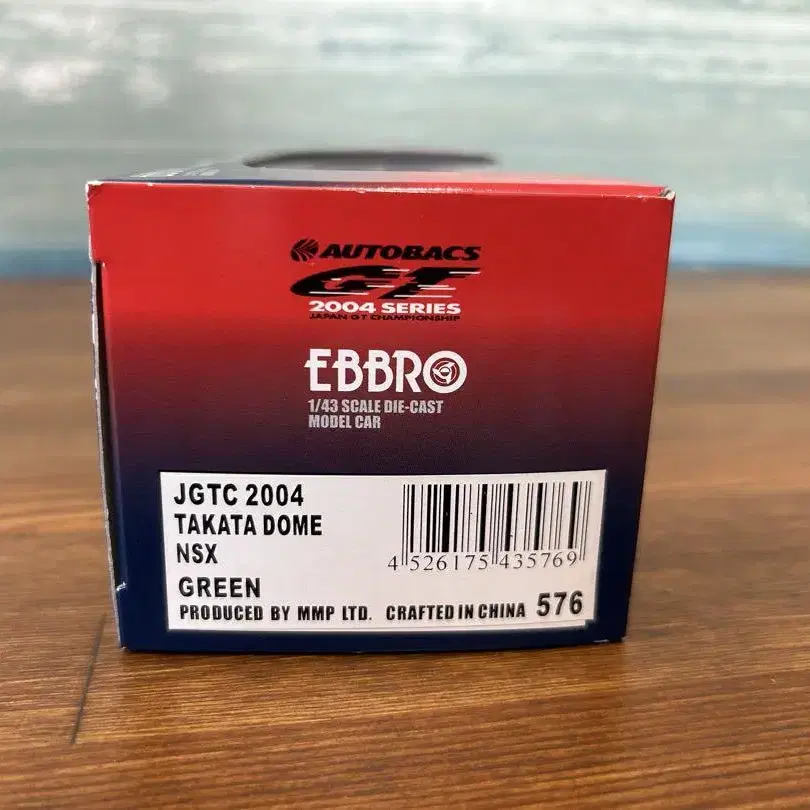 AUTOBACS
GT
2004 SERIES
JAPAN GT CHAMPIONSHIP
EBBRO
1/43 SCALE DIE-CAST
MODEL CAR
JGTC 2004
TAKATA DOME
NSX
4 526175 435769
GREEN
PRODUCED BY MMP LTD. CRAFTED IN CHINA 576